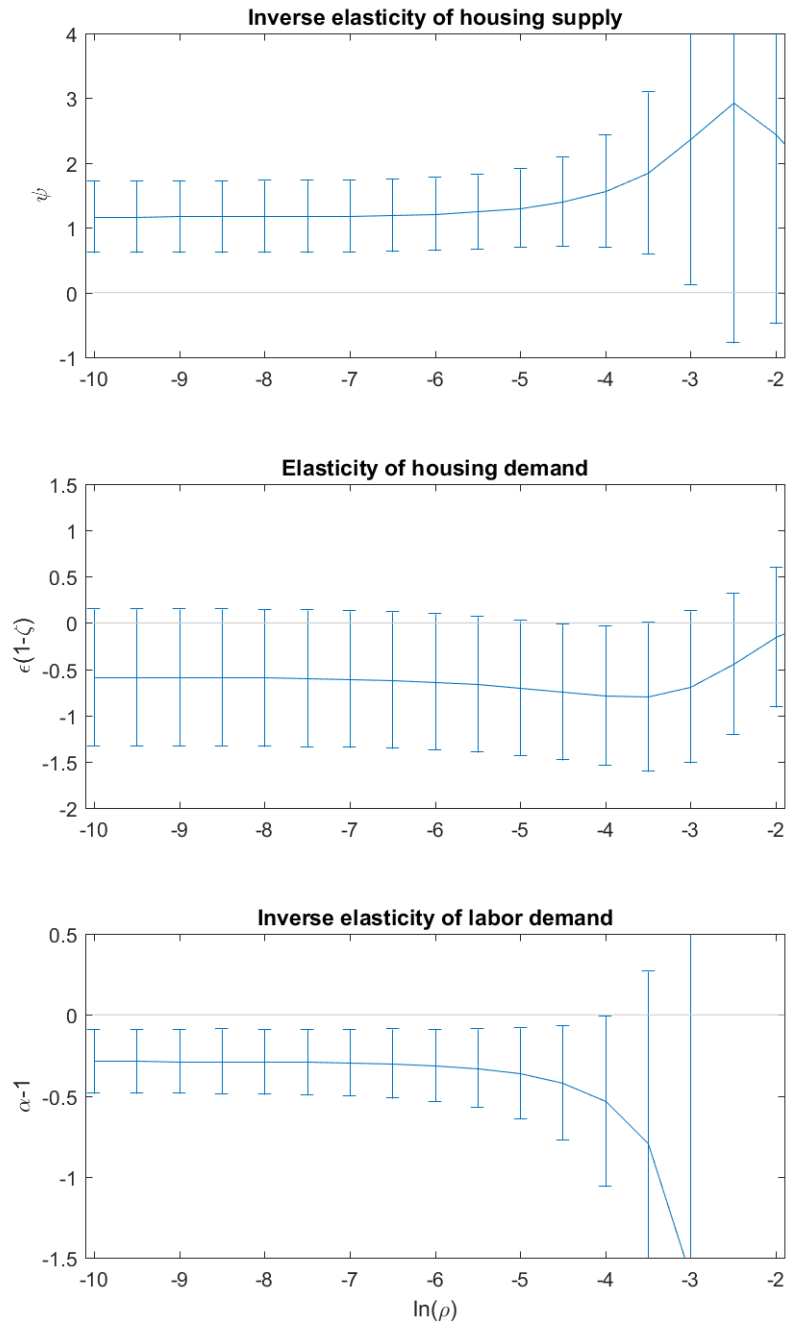 Inverse elasticity of housing supply
4
3
2
1
0
-1
ψ
-10 -9 -8 -7 -6 -5 -4 -3 -2
Elasticity of housing demand
1.5
1
0.5
0
-0.5
-1
-1.5
-2
ϵ(1-ζ)
-10 -9 -8 -7 -6 -5 -4 -3 -2
Inverse elasticity of labor demand
0.5
0
-0.5
-1
-1.5
α-1
-10 -9 -8 -7 -6 -5 -4 -3 -2
ln(ρ)